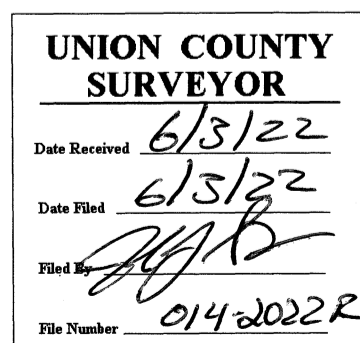 UNION COUNTY
SURVEYOR
Date Received 6/3/22
Date Filed 6/3/22
Filed By
File Number 014-2022R